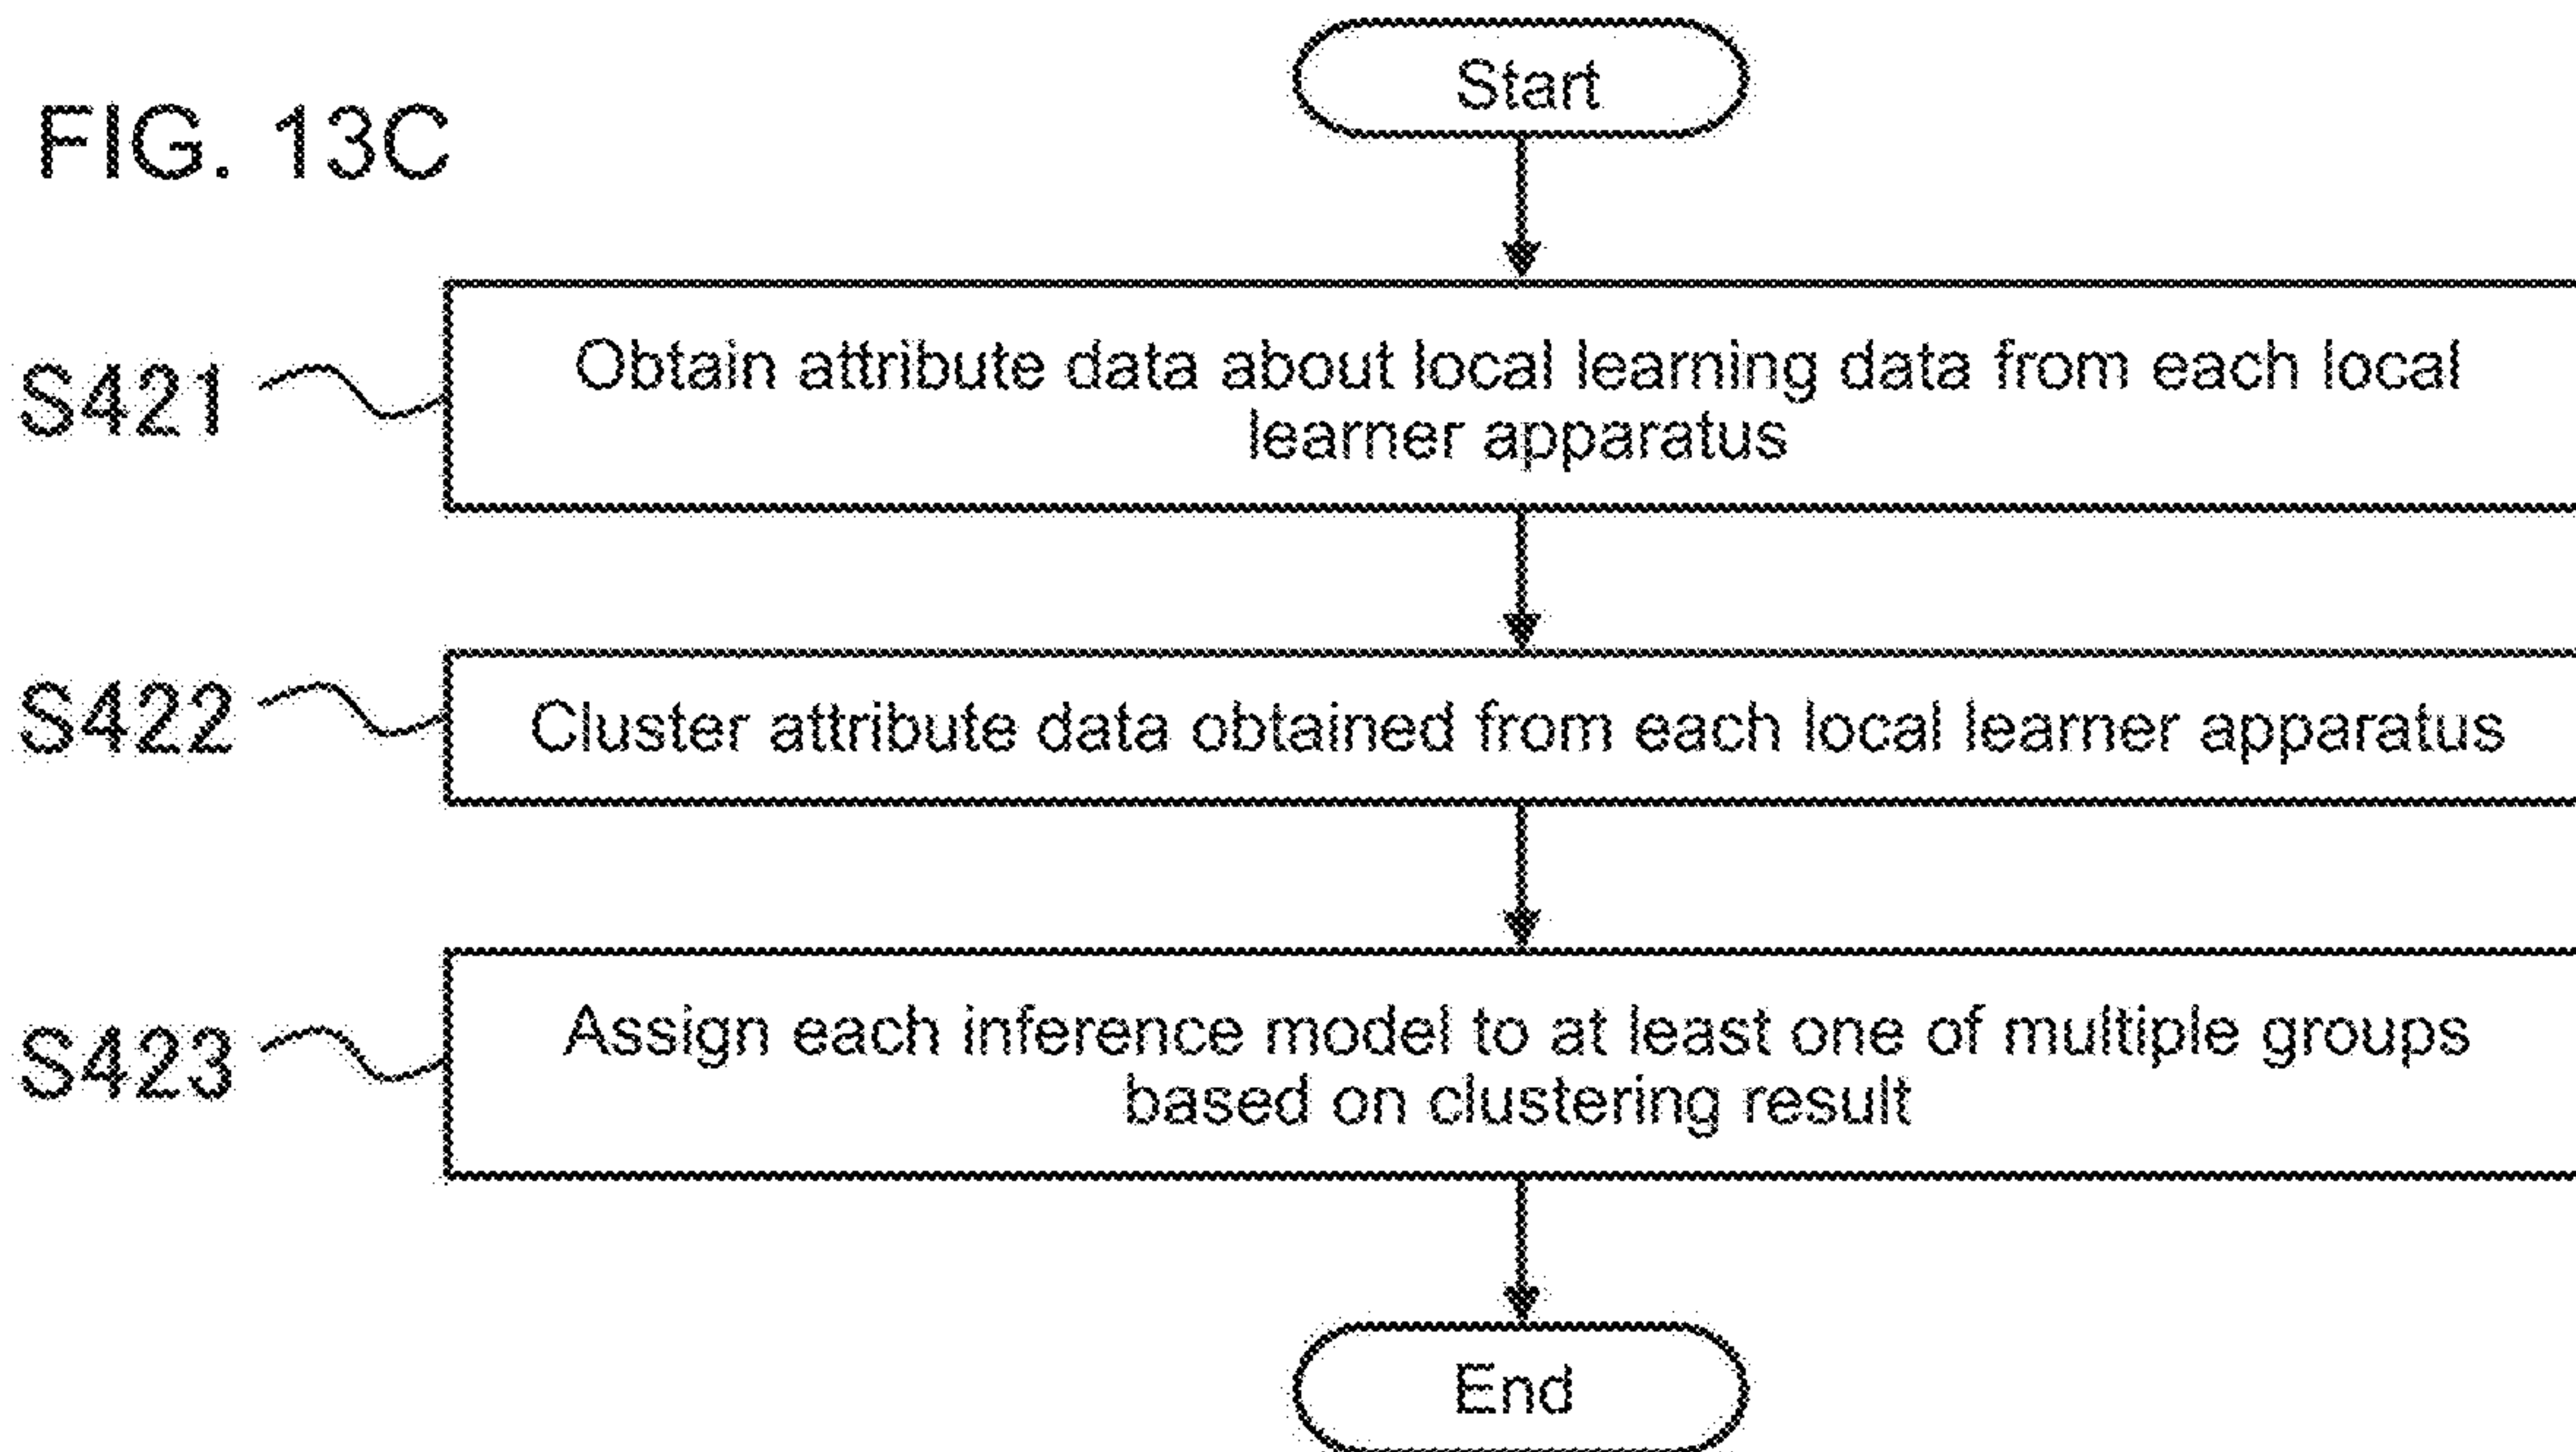 FIG. 13C
Start
S421
Obtain attribute data about local learning data from each local
learner apparatus
S422
Cluster attribute data obtained from each local learner apparatus
S423
Assign each inference model to at least one of multiple groups
based on clustering result
End